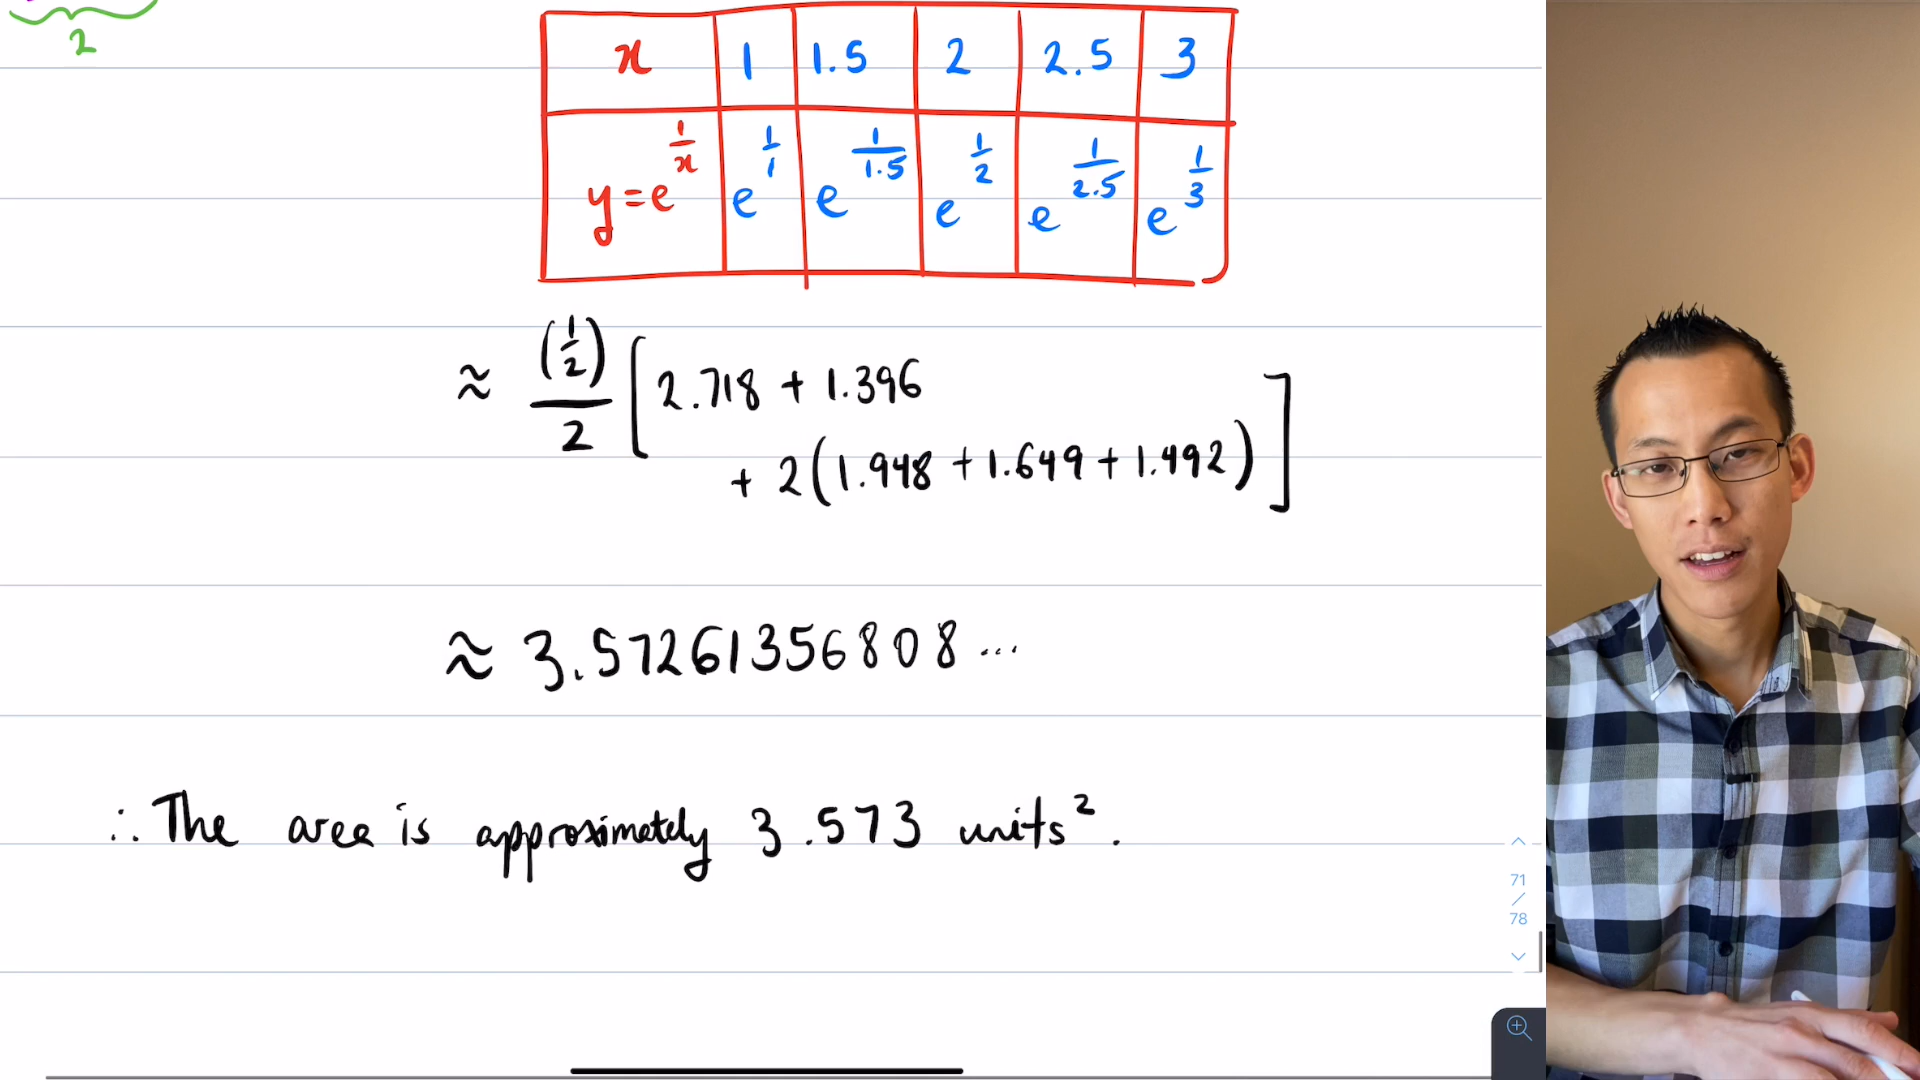 2
x 1 1.5 2 2.5 3
y=e^(1/x) e^(1/1) e^(1/1.5) e^(1/2) e^(1/2.5) e^(1/3)
≈ (1/2)/2 [2.718 + 1.396
+ 2(1.948 + 1.649 + 1.492)]
≈ 3.57261356808...
∴ The area is approximately 3.573 units².
71
/
78